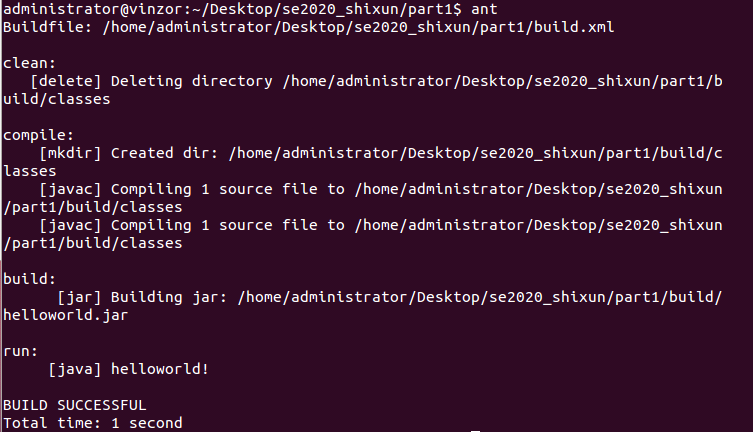 administrator@vinzor:~/Desktop/se2020_shixun/part1$ ant
Buildfile: /home/administrator/Desktop/se2020_shixun/part1/build.xml

clean:
   [delete] Deleting directory /home/administrator/Desktop/se2020_shixun/part1/b
uild/classes

compile:
    [mkdir] Created dir: /home/administrator/Desktop/se2020_shixun/part1/build/c
lasses
    [javac] Compiling 1 source file to /home/administrator/Desktop/se2020_shixun
/part1/build/classes
    [javac] Compiling 1 source file to /home/administrator/Desktop/se2020_shixun
/part1/build/classes

build:
      [jar] Building jar: /home/administrator/Desktop/se2020_shixun/part1/build/
helloworld.jar

run:
     [java] helloworld!

BUILD SUCCESSFUL
Total time: 1 second